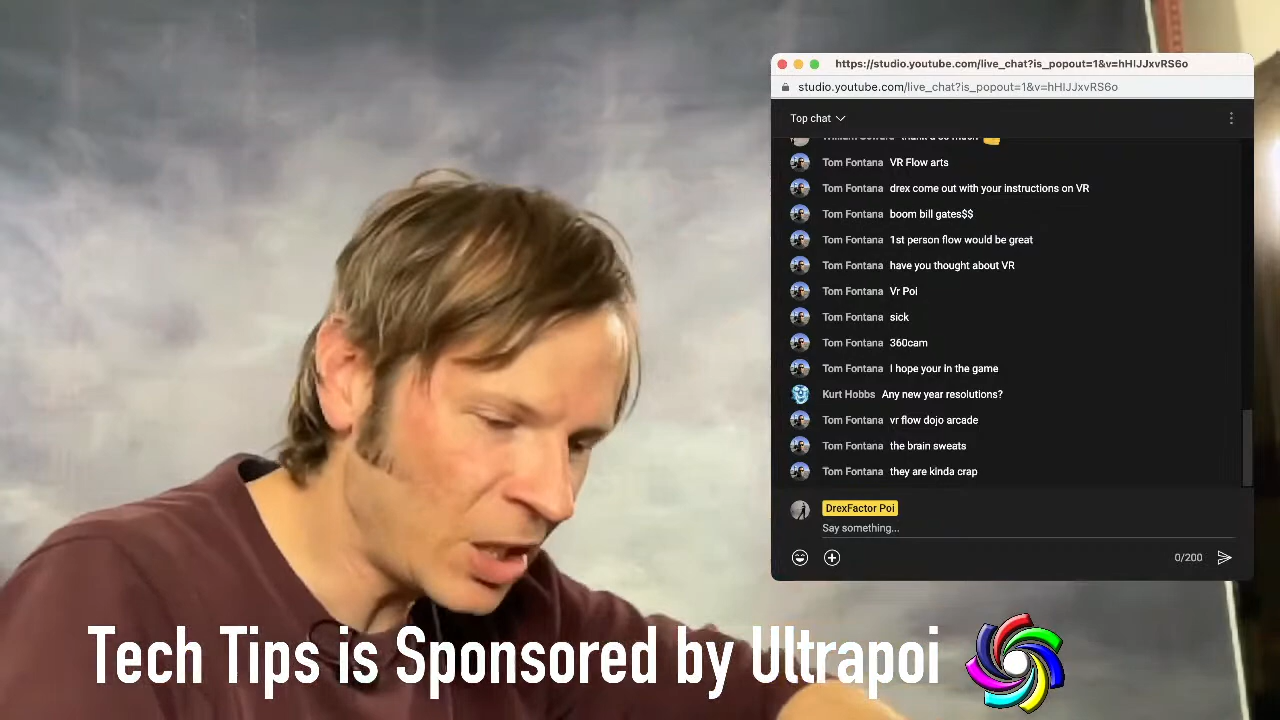 https://studio.youtube.com/live_chat?is_popout=1&v=hHIJJxvRS6o
studio.youtube.com/live_chat?is_popout=1&v=hHIJJxvRS6o
Top chat
Tom Fontana VR Flow arts
Tom Fontana drex come out with your instructions on VR
Tom Fontana boom bill gates$$
Tom Fontana 1st person flow would be great
Tom Fontana have you thought about VR
Tom Fontana Vr Poi
Tom Fontana sick
Tom Fontana 360cam
Tom Fontana I hope your in the game
Kurt Hobbs Any new year resolutions?
Tom Fontana vr flow dojo arcade
Tom Fontana the brain sweats
Tom Fontana they are kinda crap
DrexFactor Poi
Say something...
0/200
Tech Tips is Sponsored by Ultrapoi